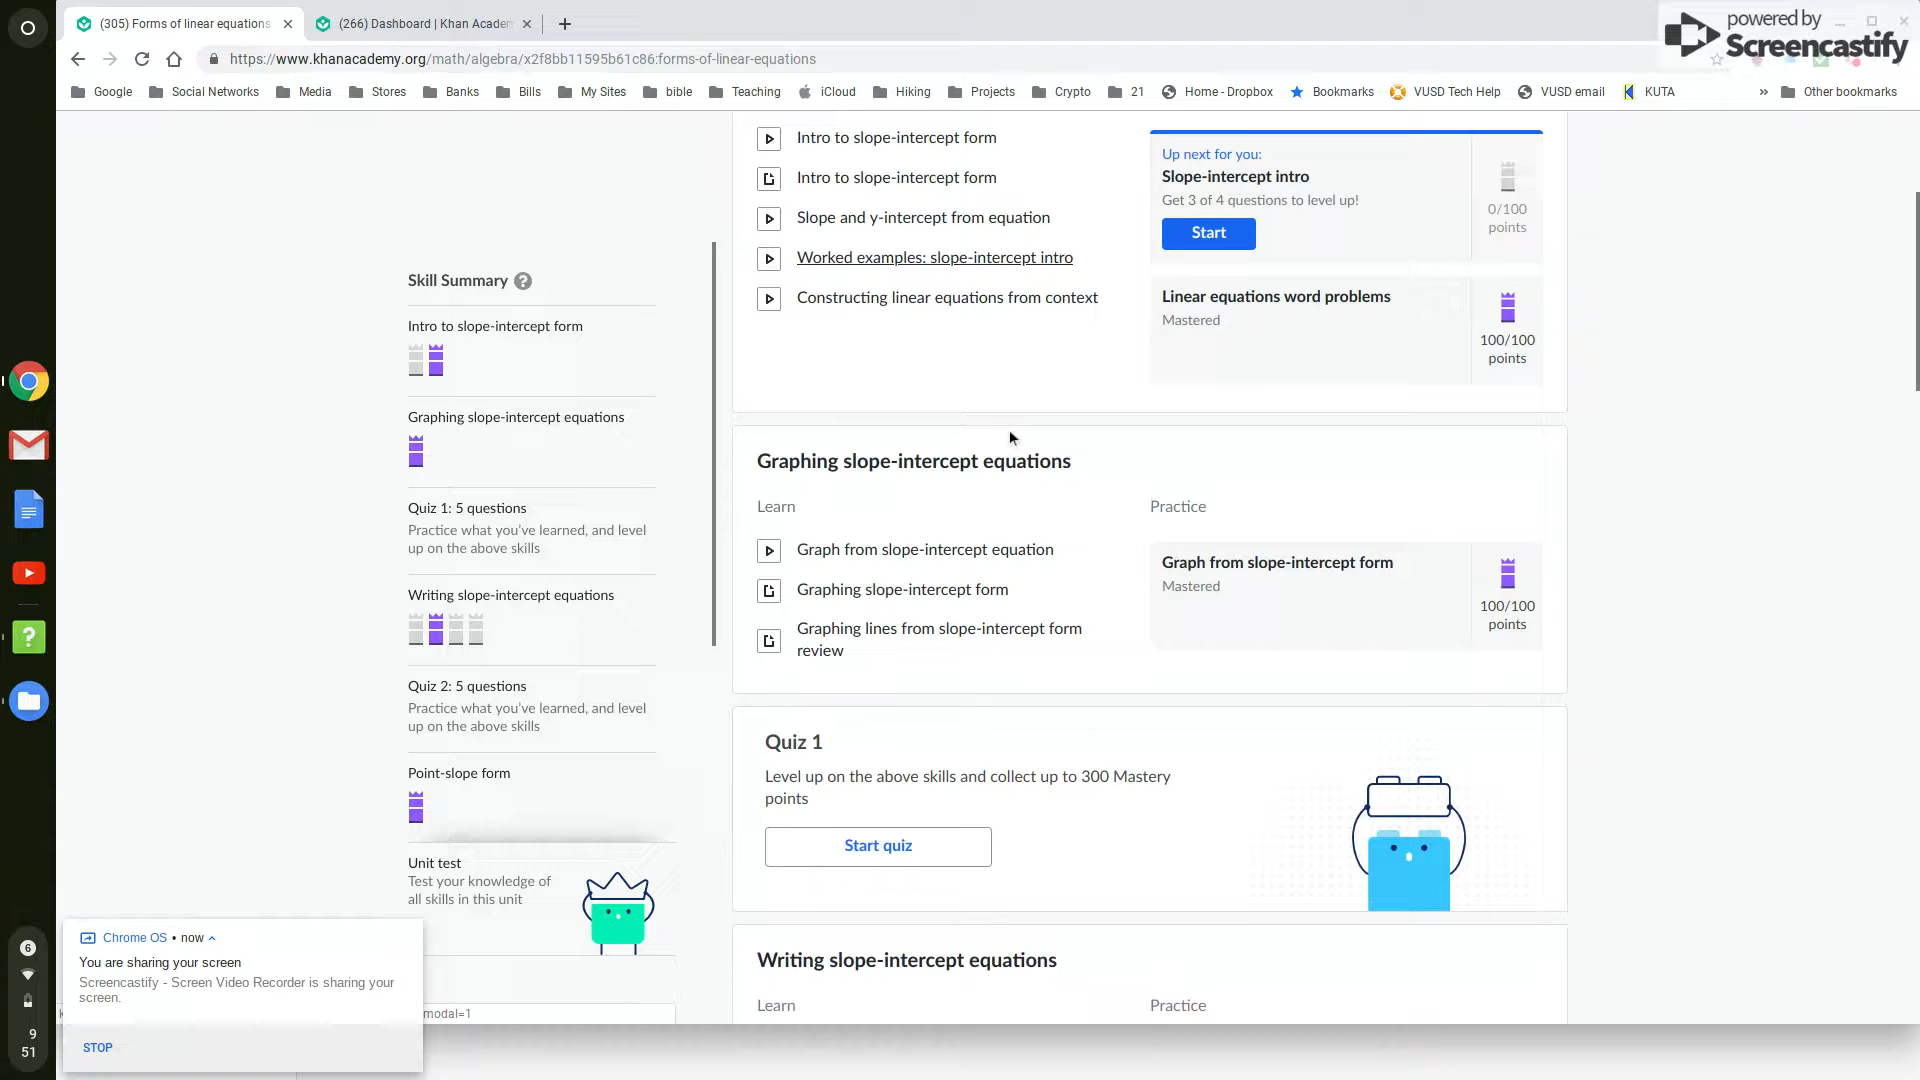 (305) Forms of linear equations
(266) Dashboard | Khan Academ
powered by
Screencastify
https://www.khanacademy.org/math/algebra/x2f8bb11595b61c86:forms-of-linear-equations
Google
Social Networks
Media
Stores
Banks
Bills
My Sites
bible
Teaching
iCloud
Hiking
Projects
Crypto
21
Home - Dropbox
Bookmarks
VUSD Tech Help
VUSD email
KUTA
»
Other bookmarks
Skill Summary ?
Intro to slope-intercept form
Graphing slope-intercept equations
Quiz 1: 5 questions
Practice what you've learned, and level
up on the above skills
Writing slope-intercept equations
Quiz 2: 5 questions
Practice what you've learned, and level
up on the above skills
Point-slope form
Unit test
Test your knowledge of
all skills in this unit
Intro to slope-intercept form
Intro to slope-intercept form
Slope and y-intercept from equation
Worked examples: slope-intercept intro
Constructing linear equations from context
Up next for you:
Slope-intercept intro
Get 3 of 4 questions to level up!
Start
0/100
points
Linear equations word problems
Mastered
100/100
points
Graphing slope-intercept equations
Learn
Practice
Graph from slope-intercept equation
Graphing slope-intercept form
Graphing lines from slope-intercept form
review
Graph from slope-intercept form
Mastered
100/100
points
Quiz 1
Level up on the above skills and collect up to 300 Mastery
points
Start quiz
Writing slope-intercept equations
Learn
Practice
Chrome OS • now
You are sharing your screen
Screencastify - Screen Video Recorder is sharing your
screen.
STOP
modal=1
6
9
51